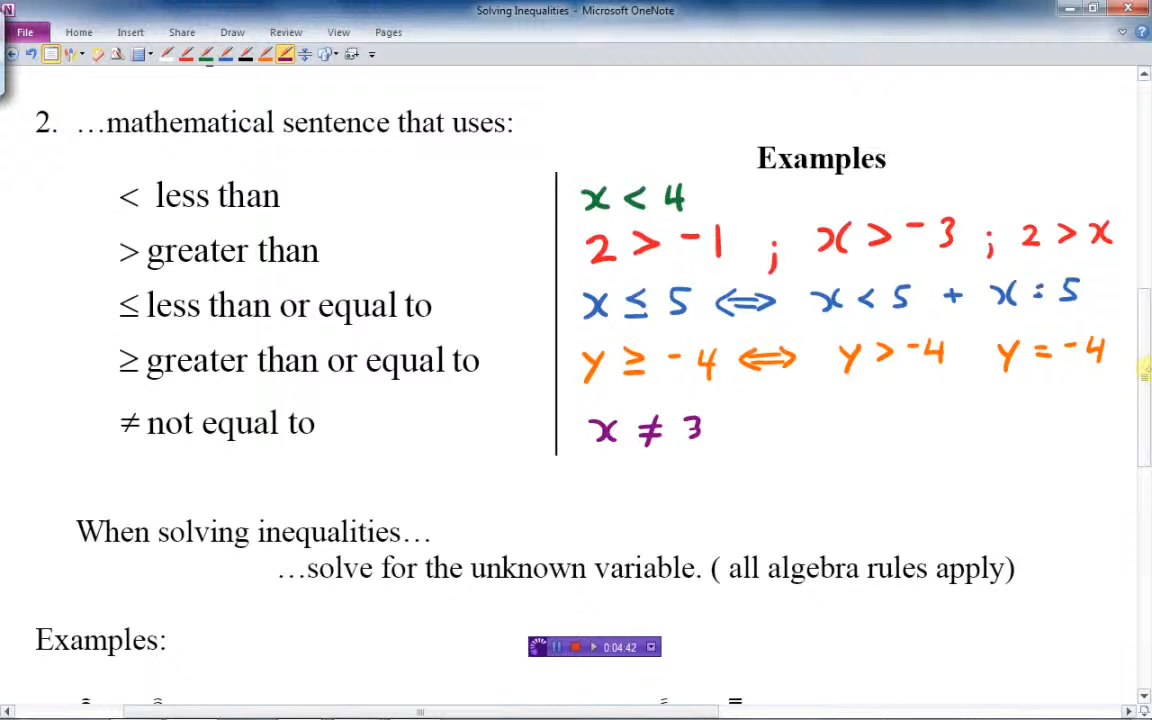 Solving Inequalities - Microsoft OneNote
File Home Insert Share Draw Review View Pages
2. …mathematical sentence that uses:
Examples
< less than
x < 4
> greater than
2 > -1 ; x > -3 ; 2 > x
≤ less than or equal to
x ≤ 5 ⇔ x < 5 + x = 5
≥ greater than or equal to
y ≥ -4 ⇔ y > -4 y = -4
≠ not equal to
x ≠ 3
When solving inequalities…
…solve for the unknown variable. ( all algebra rules apply)
Examples:
0:04:42